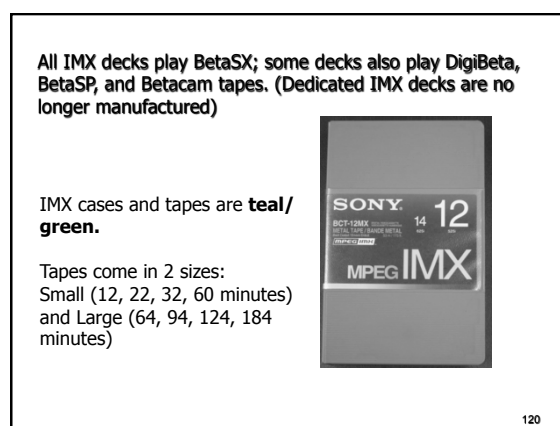 All IMX decks play BetaSX; some decks also play DigiBeta,
BetaSP, and Betacam tapes. (Dedicated IMX decks are no
longer manufactured)
IMX cases and tapes are teal/
green.
Tapes come in 2 sizes:
Small (12, 22, 32, 60 minutes)
and Large (64, 94, 124, 184
minutes)
SONY
BCT-12MX
14 12
METAL TAPE / BANDE METAL
MPEG IMX
120